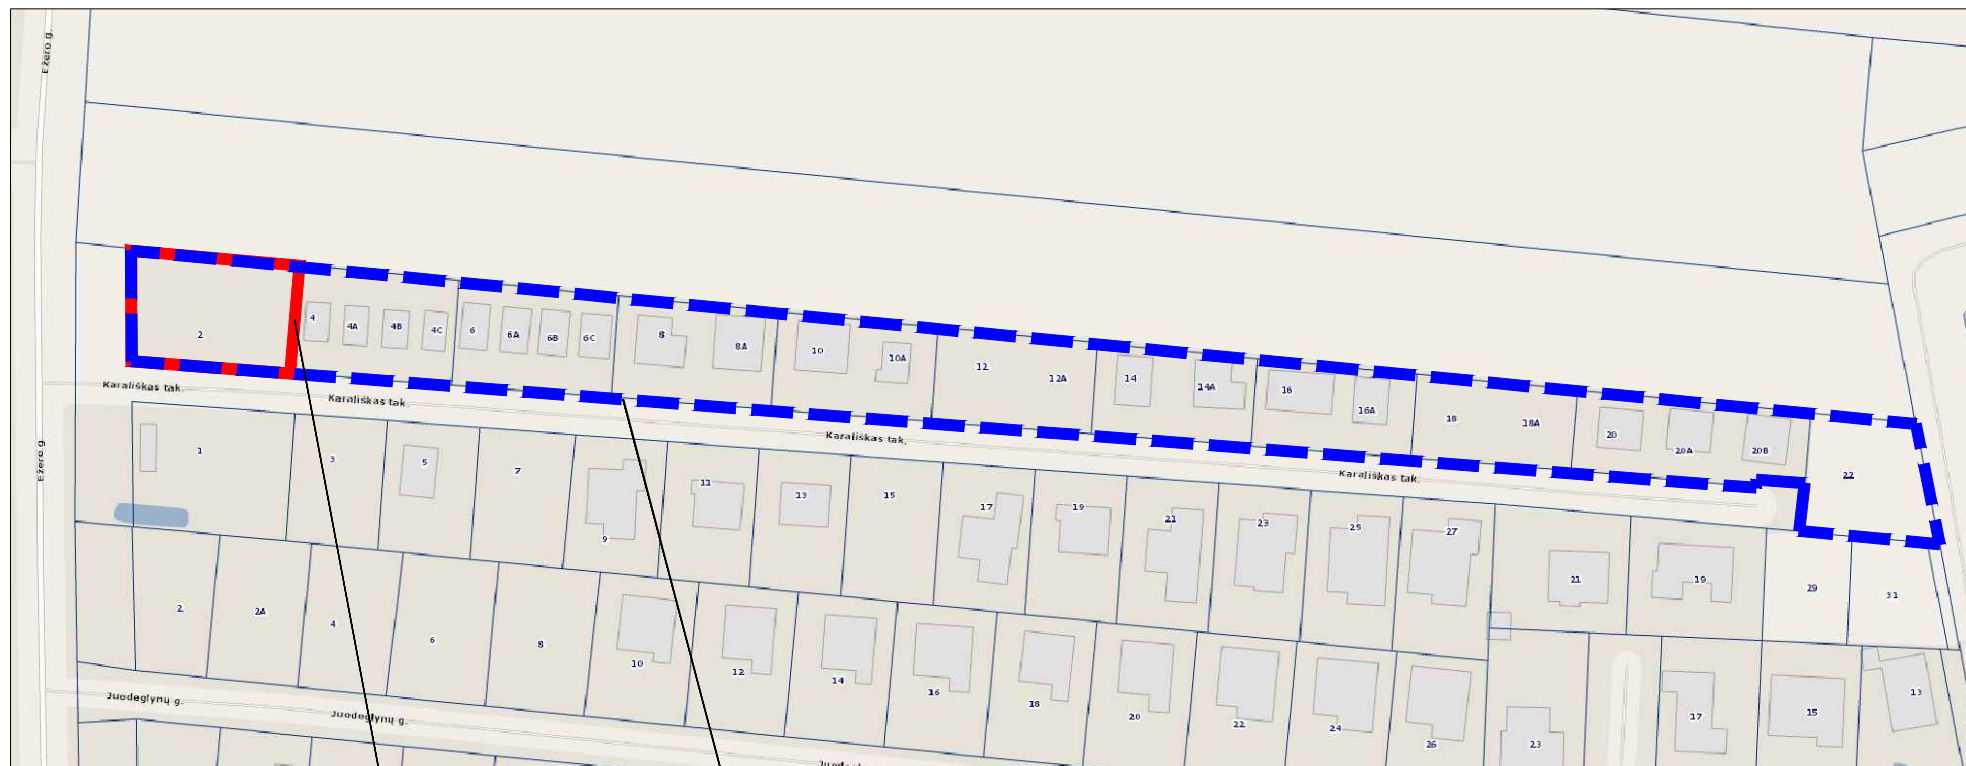 Ežero g.
2
4
4A
4B
4C
6
6A
6B
6C
8
8A
10
10A
12
12A
14
14A
16
16A
18
18A
20
20A
20B
22
Karališkas tak.
Karališkas tak.
Karališkas tak.
Karališkas tak.
Ežero g.
1
3
5
7
9
11
13
15
17
19
21
23
25
27
21
19
29
31
2
2A
4
6
8
10
12
14
16
18
20
22
24
26
23
17
15
13
Juodeglynų g.
Juodeglynų g.